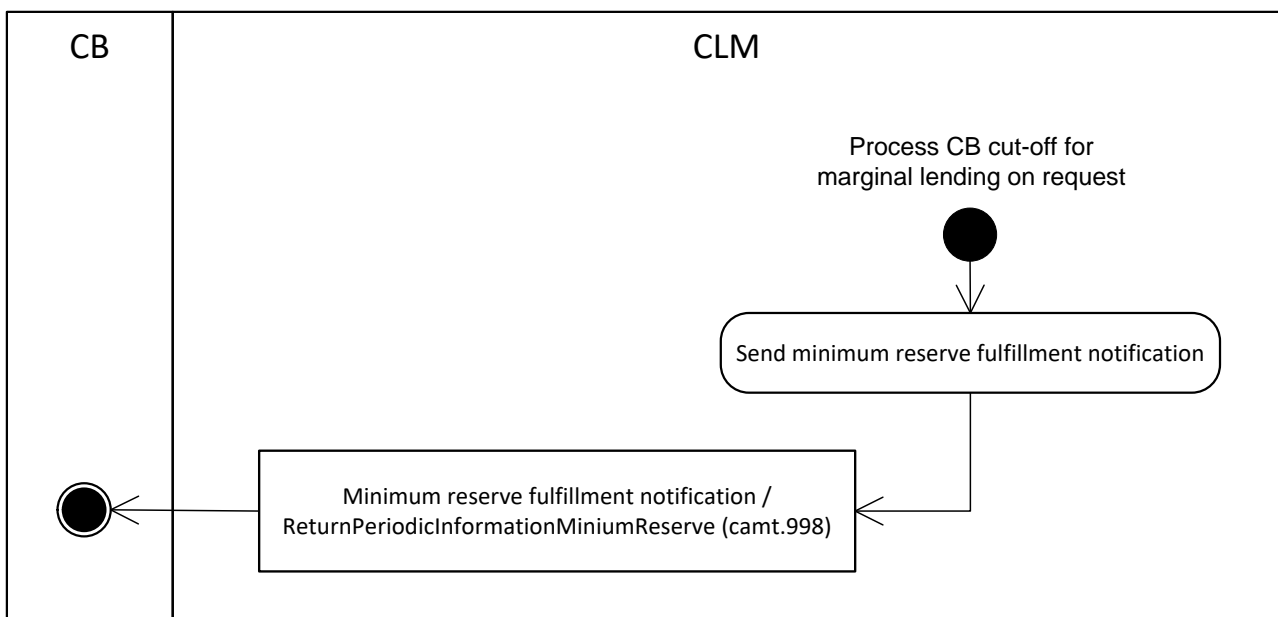 CB
CLM
Process CB cut-off for
marginal lending on request
Send minimum reserve fulfillment notification
Minimum reserve fulfillment notification /
ReturnPeriodicInformationMiniumReserve (camt.998)